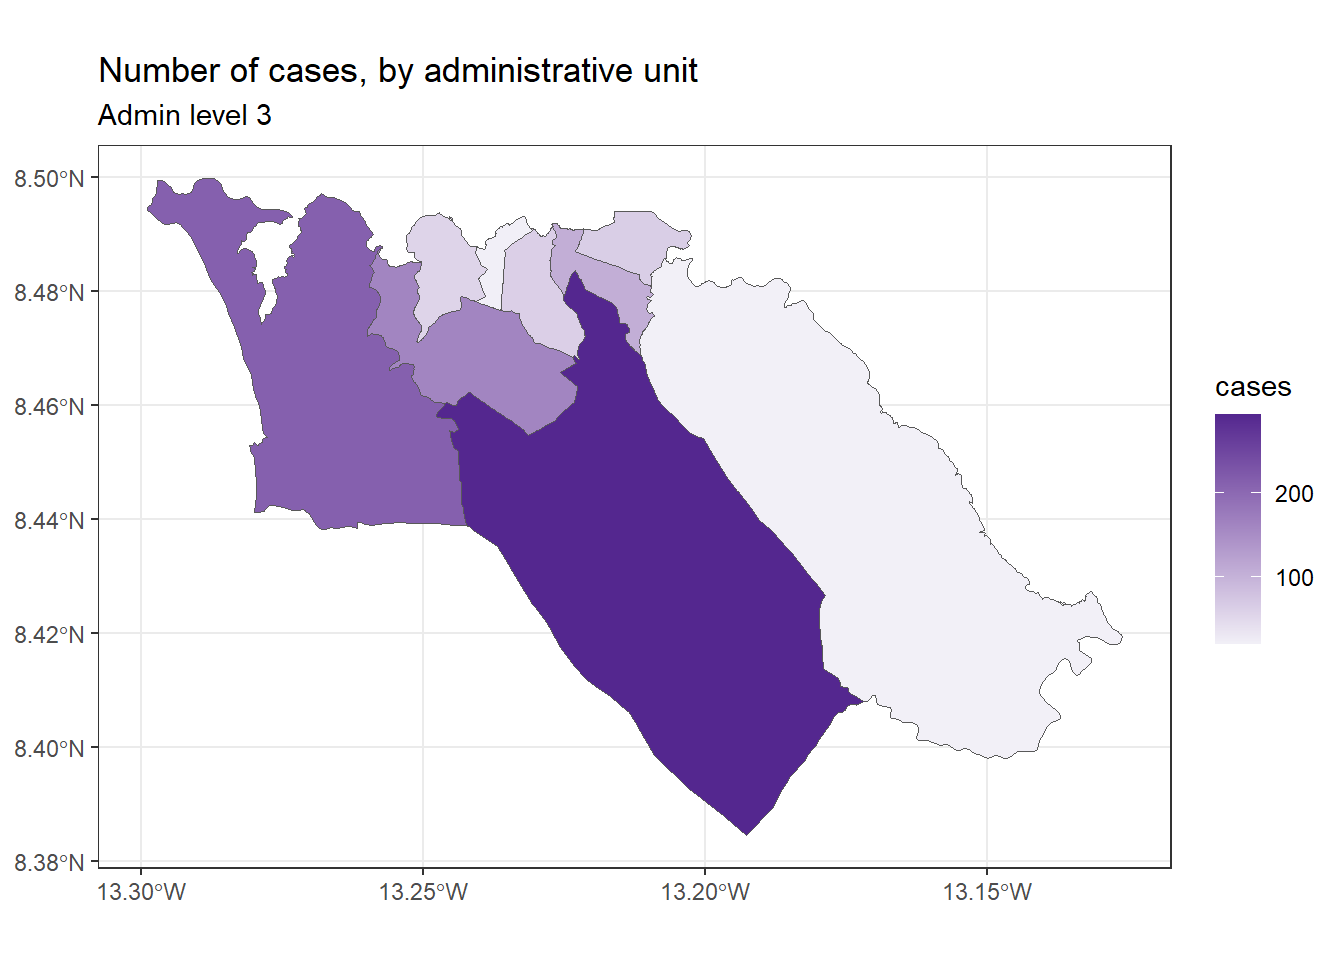 Number of cases, by administrative unit
Admin level 3
8.50°N
8.48°N
8.46°N
8.44°N
8.42°N
8.40°N
8.38°N
13.30°W
13.25°W
13.20°W
13.15°W
cases
200
100